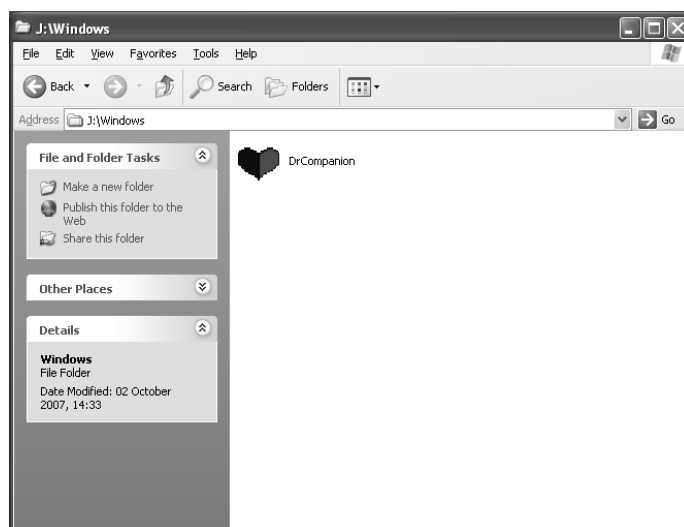 J:\Windows
File Edit View Favorites Tools Help
Back Search Folders
Address J:\Windows Go
File and Folder Tasks
Make a new folder
Publish this folder to the
Web
Share this folder
Other Places
Details
Windows
File Folder
Date Modified: 02 October
2007, 14:33
DrCompanion